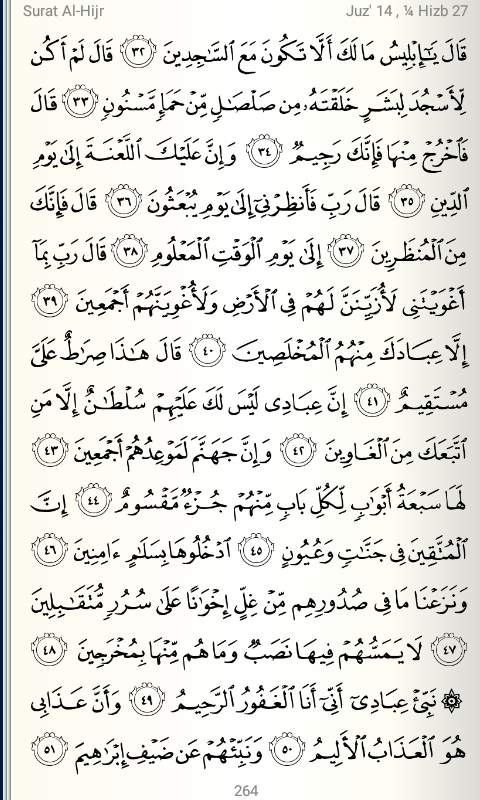 Surat Al-Hijr Juz' 14 , ¼ Hizb 27
قَالَ يَـٰٓإِبْلِيسُ مَا لَكَ أَلَّا تَكُونَ مَعَ ٱلسَّـٰجِدِينَ ٣٢ قَالَ لَمْ أَكُن
لِّأَسْجُدَ لِبَشَرٍ خَلَقْتَهُۥ مِن صَلْصَـٰلٍ مِّنْ حَمَإٍ مَّسْنُونٍ ٣٣ قَالَ
فَٱخْرُجْ مِنْهَا فَإِنَّكَ رَجِيمٌ ٣٤ وَإِنَّ عَلَيْكَ ٱللَّعْنَةَ إِلَىٰ يَوْمِ
ٱلدِّينِ ٣٥ قَالَ رَبِّ فَأَنظِرْنِىٓ إِلَىٰ يَوْمِ يُبْعَثُونَ ٣٦ قَالَ فَإِنَّكَ
مِنَ ٱلْمُنظَرِينَ ٣٧ إِلَىٰ يَوْمِ ٱلْوَقْتِ ٱلْمَعْلُومِ ٣٨ قَالَ رَبِّ بِمَآ
أَغْوَيْتَنِى لَأُزَيِّنَنَّ لَهُمْ فِى ٱلْأَرْضِ وَلَأُغْوِيَنَّهُمْ أَجْمَعِينَ ٣٩
إِلَّا عِبَادَكَ مِنْهُمُ ٱلْمُخْلَصِينَ ٤٠ قَالَ هَـٰذَا صِرَٰطٌ عَلَىَّ
مُسْتَقِيمٌ ٤١ إِنَّ عِبَادِى لَيْسَ لَكَ عَلَيْهِمْ سُلْطَـٰنٌ إِلَّا مَنِ
ٱتَّبَعَكَ مِنَ ٱلْغَاوِينَ ٤٢ وَإِنَّ جَهَنَّمَ لَمَوْعِدُهُمْ أَجْمَعِينَ ٤٣
لَهَا سَبْعَةُ أَبْوَٰبٍ لِّكُلِّ بَابٍ مِّنْهُمْ جُزْءٌ مَّقْسُومٌ ٤٤ إِنَّ
ٱلْمُتَّقِينَ فِى جَنَّـٰتٍ وَعُيُونٍ ٤٥ ٱدْخُلُوهَا بِسَلَـٰمٍ ءَامِنِينَ ٤٦
وَنَزَعْنَا مَا فِى صُدُورِهِم مِّنْ غِلٍّ إِخْوَٰنًا عَلَىٰ سُرُرٍ مُّتَقَـٰبِلِينَ
٤٧ لَا يَمَسُّهُمْ فِيهَا نَصَبٌ وَمَا هُم مِّنْهَا بِمُخْرَجِينَ ٤٨
۞ نَبِّئْ عِبَادِىٓ أَنِّىٓ أَنَا ٱلْغَفُورُ ٱلرَّحِيمُ ٤٩ وَأَنَّ عَذَابِى
هُوَ ٱلْعَذَابُ ٱلْأَلِيمُ ٥٠ وَنَبِّئْهُمْ عَن ضَيْفِ إِبْرَٰهِيمَ ٥١
264